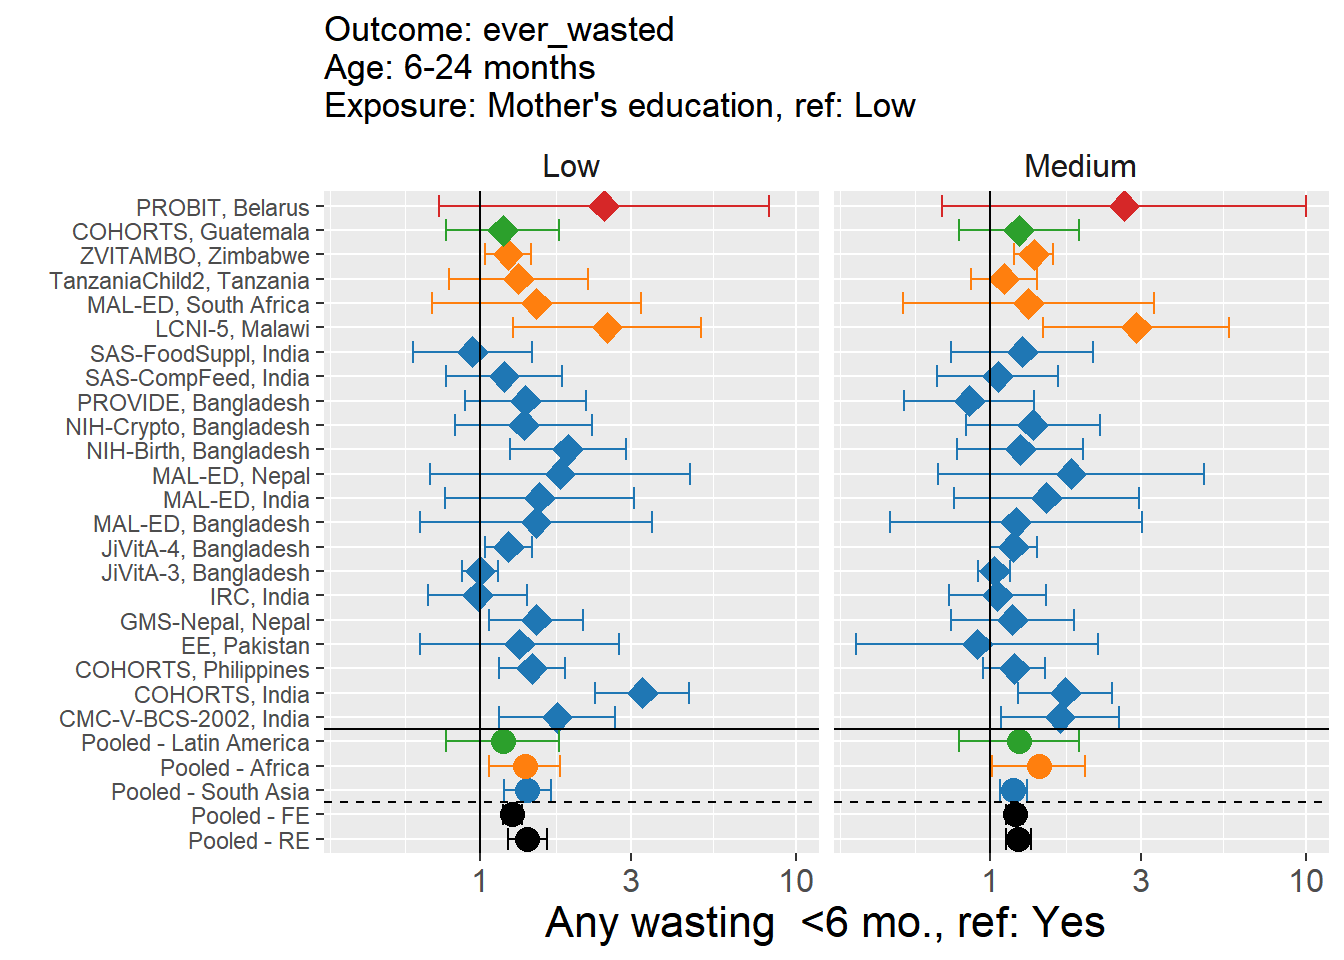 Outcome: ever_wasted
Age: 6-24 months
Exposure: Mother's education, ref: Low
Low
Medium
PROBIT, Belarus
COHORTS, Guatemala
ZVITAMBO, Zimbabwe
TanzaniaChild2, Tanzania
MAL-ED, South Africa
LCNI-5, Malawi
SAS-FoodSuppl, India
SAS-CompFeed, India
PROVIDE, Bangladesh
NIH-Crypto, Bangladesh
NIH-Birth, Bangladesh
MAL-ED, Nepal
MAL-ED, India
MAL-ED, Bangladesh
JiVitA-4, Bangladesh
JiVitA-3, Bangladesh
IRC, India
GMS-Nepal, Nepal
EE, Pakistan
COHORTS, Philippines
COHORTS, India
CMC-V-BCS-2002, India
Pooled - Latin America
Pooled - Africa
Pooled - South Asia
Pooled - FE
Pooled - RE
1 3 10 1 3 10
Any wasting  <6 mo., ref: Yes